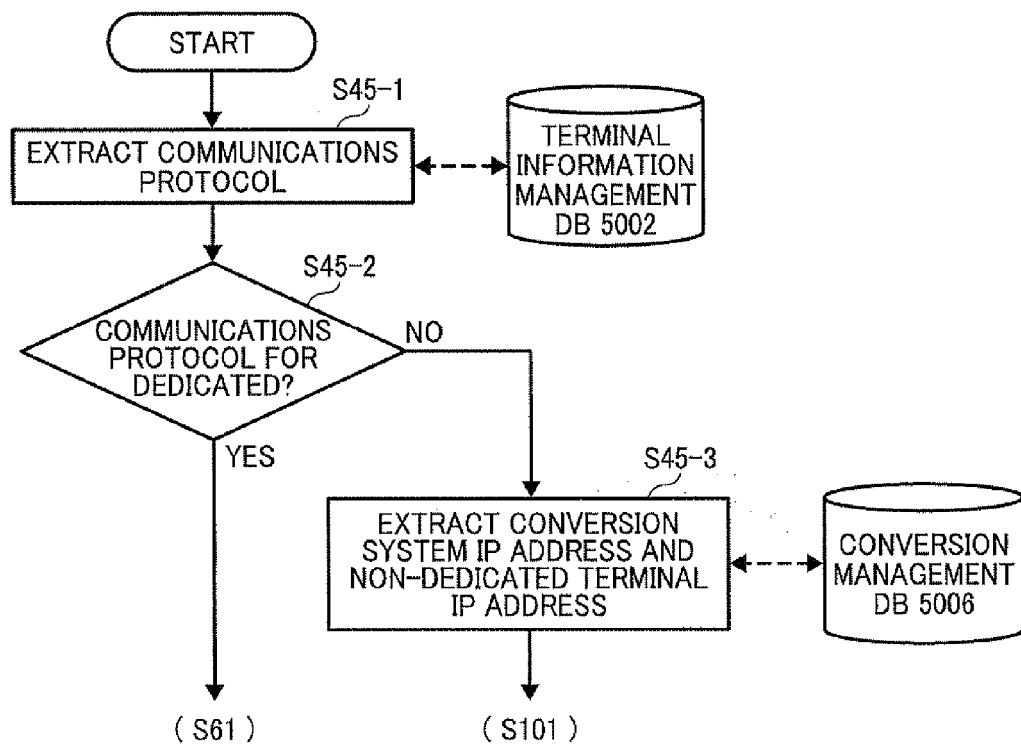 START
S45-1
EXTRACT COMMUNICATIONS
PROTOCOL
TERMINAL
INFORMATION
MANAGEMENT
DB 5002
S45-2
COMMUNICATIONS
PROTOCOL FOR
DEDICATED?
NO
YES
S45-3
EXTRACT CONVERSION
SYSTEM IP ADDRESS AND
NON-DEDICATED TERMINAL
IP ADDRESS
CONVERSION
MANAGEMENT
DB 5006
( S61 )
( S101 )